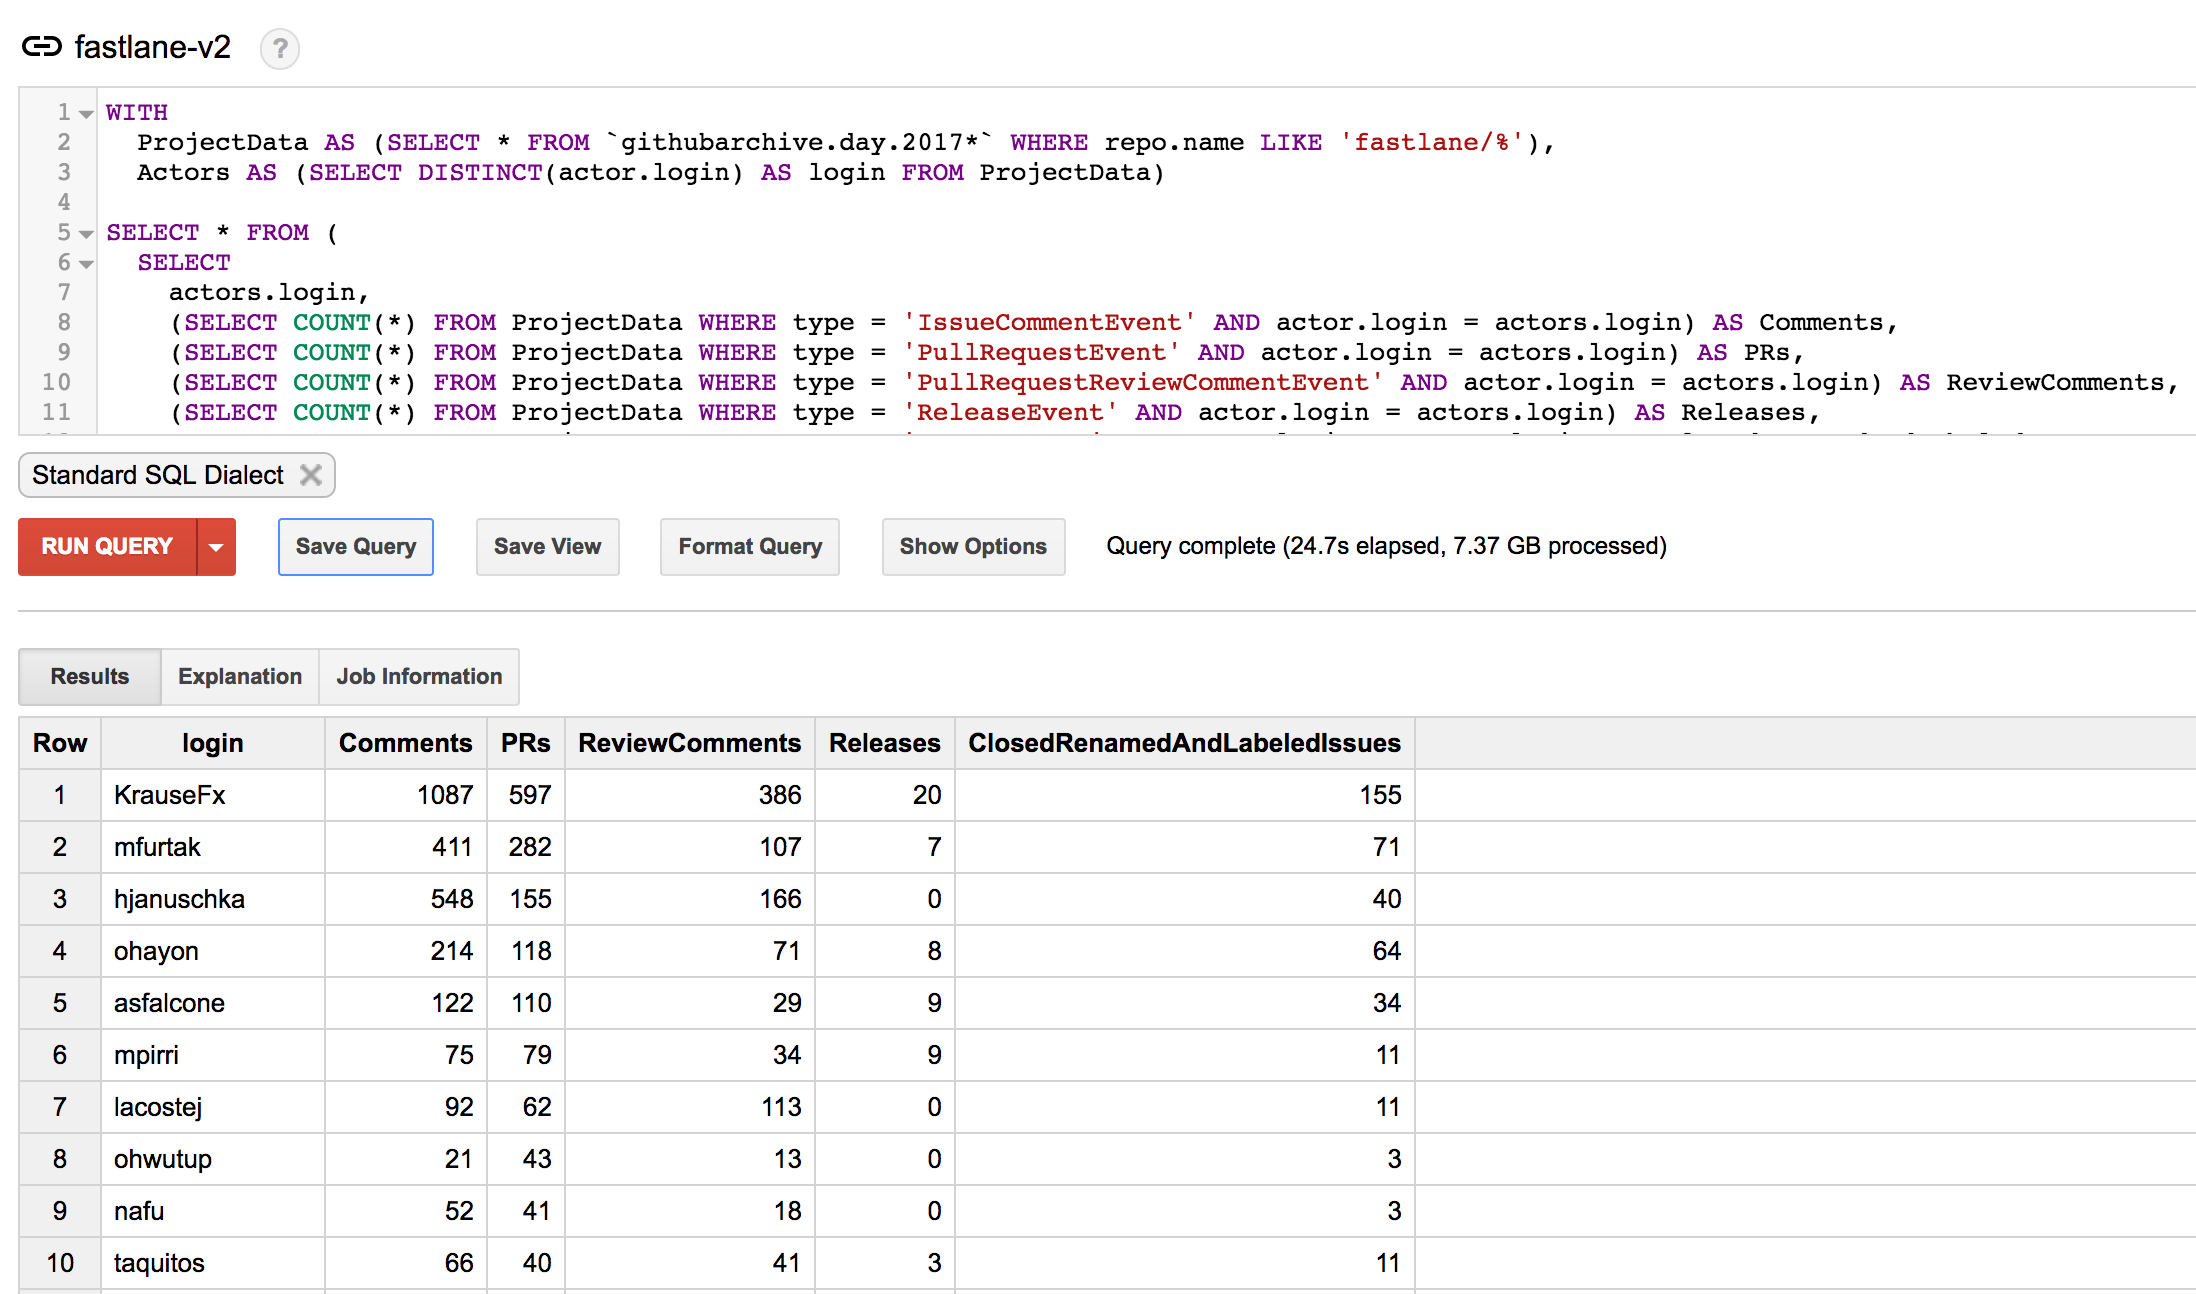 fastlane-v2 ?
1 WITH
2 ProjectData AS (SELECT * FROM `githubarchive.day.2017*` WHERE repo.name LIKE 'fastlane/%'),
3 Actors AS (SELECT DISTINCT(actor.login) AS login FROM ProjectData)
4
5 SELECT * FROM (
6 SELECT
7 actors.login,
8 (SELECT COUNT(*) FROM ProjectData WHERE type = 'IssueCommentEvent' AND actor.login = actors.login) AS Comments,
9 (SELECT COUNT(*) FROM ProjectData WHERE type = 'PullRequestEvent' AND actor.login = actors.login) AS PRs,
10 (SELECT COUNT(*) FROM ProjectData WHERE type = 'PullRequestReviewCommentEvent' AND actor.login = actors.login) AS ReviewComments,
11 (SELECT COUNT(*) FROM ProjectData WHERE type = 'ReleaseEvent' AND actor.login = actors.login) AS Releases,
Standard SQL Dialect
RUN QUERY Save Query Save View Format Query Show Options Query complete (24.7s elapsed, 7.37 GB processed)
Results Explanation Job Information
Row login Comments PRs ReviewComments Releases ClosedRenamedAndLabeledIssues
1 KrauseFx 1087 597 386 20 155
2 mfurtak 411 282 107 7 71
3 hjanuschka 548 155 166 0 40
4 ohayon 214 118 71 8 64
5 asfalcone 122 110 29 9 34
6 mpirri 75 79 34 9 11
7 lacostej 92 62 113 0 11
8 ohwutup 21 43 13 0 3
9 nafu 52 41 18 0 3
10 taquitos 66 40 41 3 11